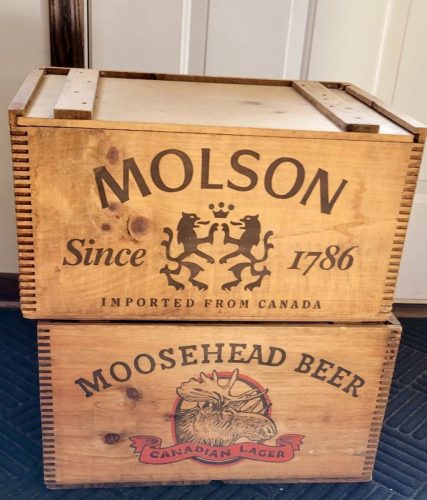 MOLSON
Since 1786
IMPORTED FROM CANADA
MOOSEHEAD BEER
CANADIAN LAGER